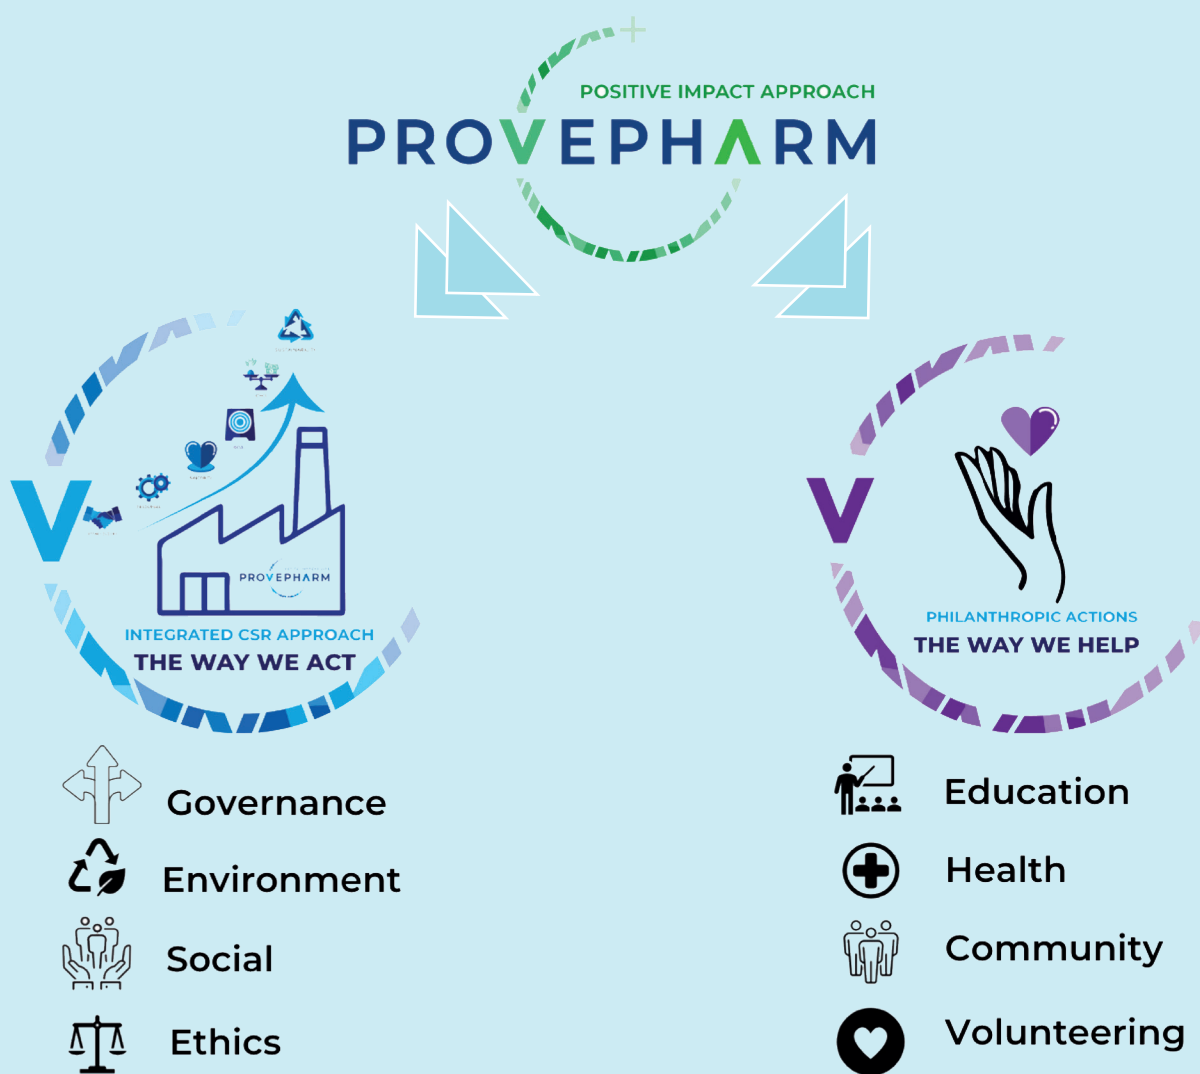 POSITIVE IMPACT APPROACH
PROVEPHARM
V
PROVEPHARM
INTEGRATED CSR APPROACH
THE WAY WE ACT
Governance
Environment
Social
Ethics
V
PHILANTHROPIC ACTIONS
THE WAY WE HELP
Education
Health
Community
Volunteering